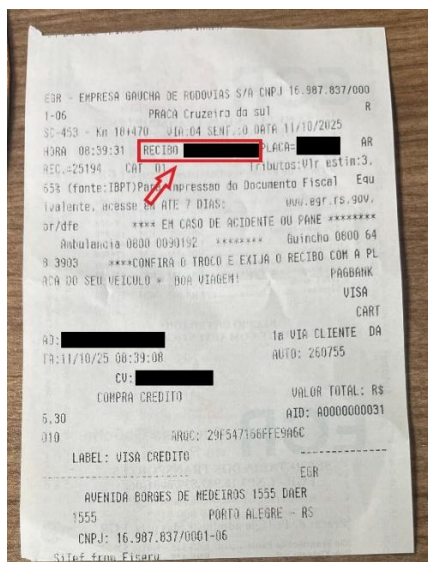 EGR - EMPRESA GAUCHA DE RODOVIAS S/A CNPJ 16.987.837/000
1-06 PRACA Cruzeiro do sul R
SC-453 - Km 10+470 VIA:04 SENT.:0 DATA 11/10/2025
HORA 08:39:31 RECIBO PLACA= AR
REC.=25194 CAT 01 Tributos:Vlr estim:3.
65% (fonte:IBPT)Para impressao do Documento Fiscal Equ
ivalente, acesse em ATE 7 DIAS: www.egr.rs.gov.
br/dfe **** EM CASO DE ACIDENTE OU PANE ********
Ambulancia 0800 0090192 ******** Guincho 0800 64
8 3903 ****CONFIRA O TROCO E EXIJA O RECIBO COM A PL
ACA DO SEU VEICULO * BOA VIAGEM! PAGBANK
VISA
CART
AO: 1a VIA CLIENTE DA
TA:11/10/25 08:39:08 AUTO: 260755
CV:
COMPRA CREDITO VALOR TOTAL: R$
6.30 AID: A0000000031
010 ARQC: 29F547166FFE9A6C
LABEL: VISA CREDITO ------------
------------------------ EGR
AVENIDA BORGES DE MEDEIROS 1555 DAER
1555 PORTO ALEGRE - RS
CNPJ: 16.987.837/0001-06
SiTef from Fiserv